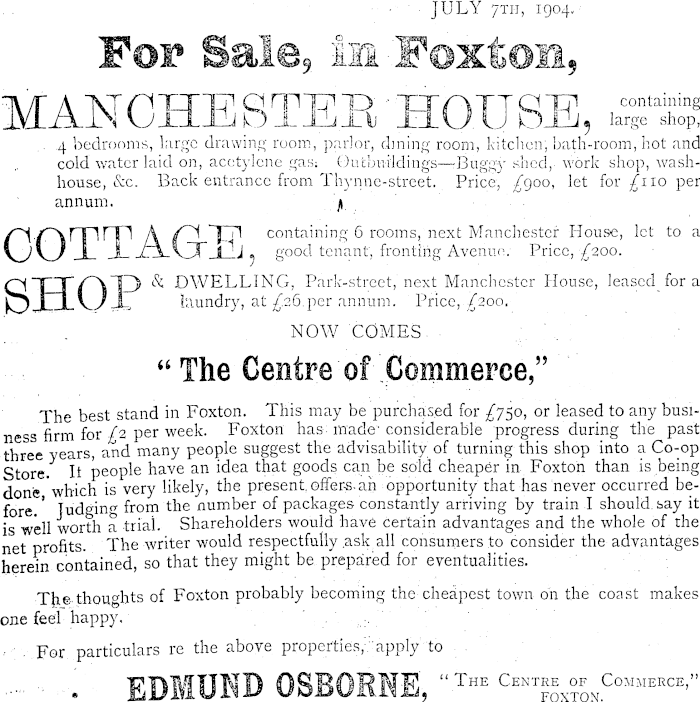 JULY 7TH, 1904.
For Sale, in Foxton,
MANCHESTER HOUSE, containing large shop,
4 bedrooms, large drawing room, parlor, dining room, kitchen, bath-room, hot and
cold water laid on, acetylene gas. Outbuildings—Buggy shed, work shop, wash-
house, &c. Back entrance from Thynne-street. Price, £900, let for £110 per
annum.
COTTAGE, containing 6 rooms, next Manchester House, let to a
good tenant, fronting Avenue. Price, £200.
SHOP & DWELLING, Park-street, next Manchester House, leased for a
laundry, at £26 per annum. Price, £200.
NOW COMES
"The Centre of Commerce,"
The best stand in Foxton. This may be purchased for £750, or leased to any busi-
ness firm for £2 per week. Foxton has made considerable progress during the past
three years, and many people suggest the advisability of turning this shop into a Co-op
Store. It people have an idea that goods can be sold cheaper in Foxton than is being
done, which is very likely, the present offers an opportunity that has never occurred be-
fore. Judging from the number of packages constantly arriving by train I should say it
is well worth a trial. Shareholders would have certain advantages and the whole of the
net profits. The writer would respectfully ask all consumers to consider the advantages
herein contained, so that they might be prepared for eventualities.
The thoughts of Foxton probably becoming the cheapest town on the coast makes
one feel happy.
For particulars re the above properties, apply to
EDMUND OSBORNE, "THE CENTRE OF COMMERCE,"
FOXTON.